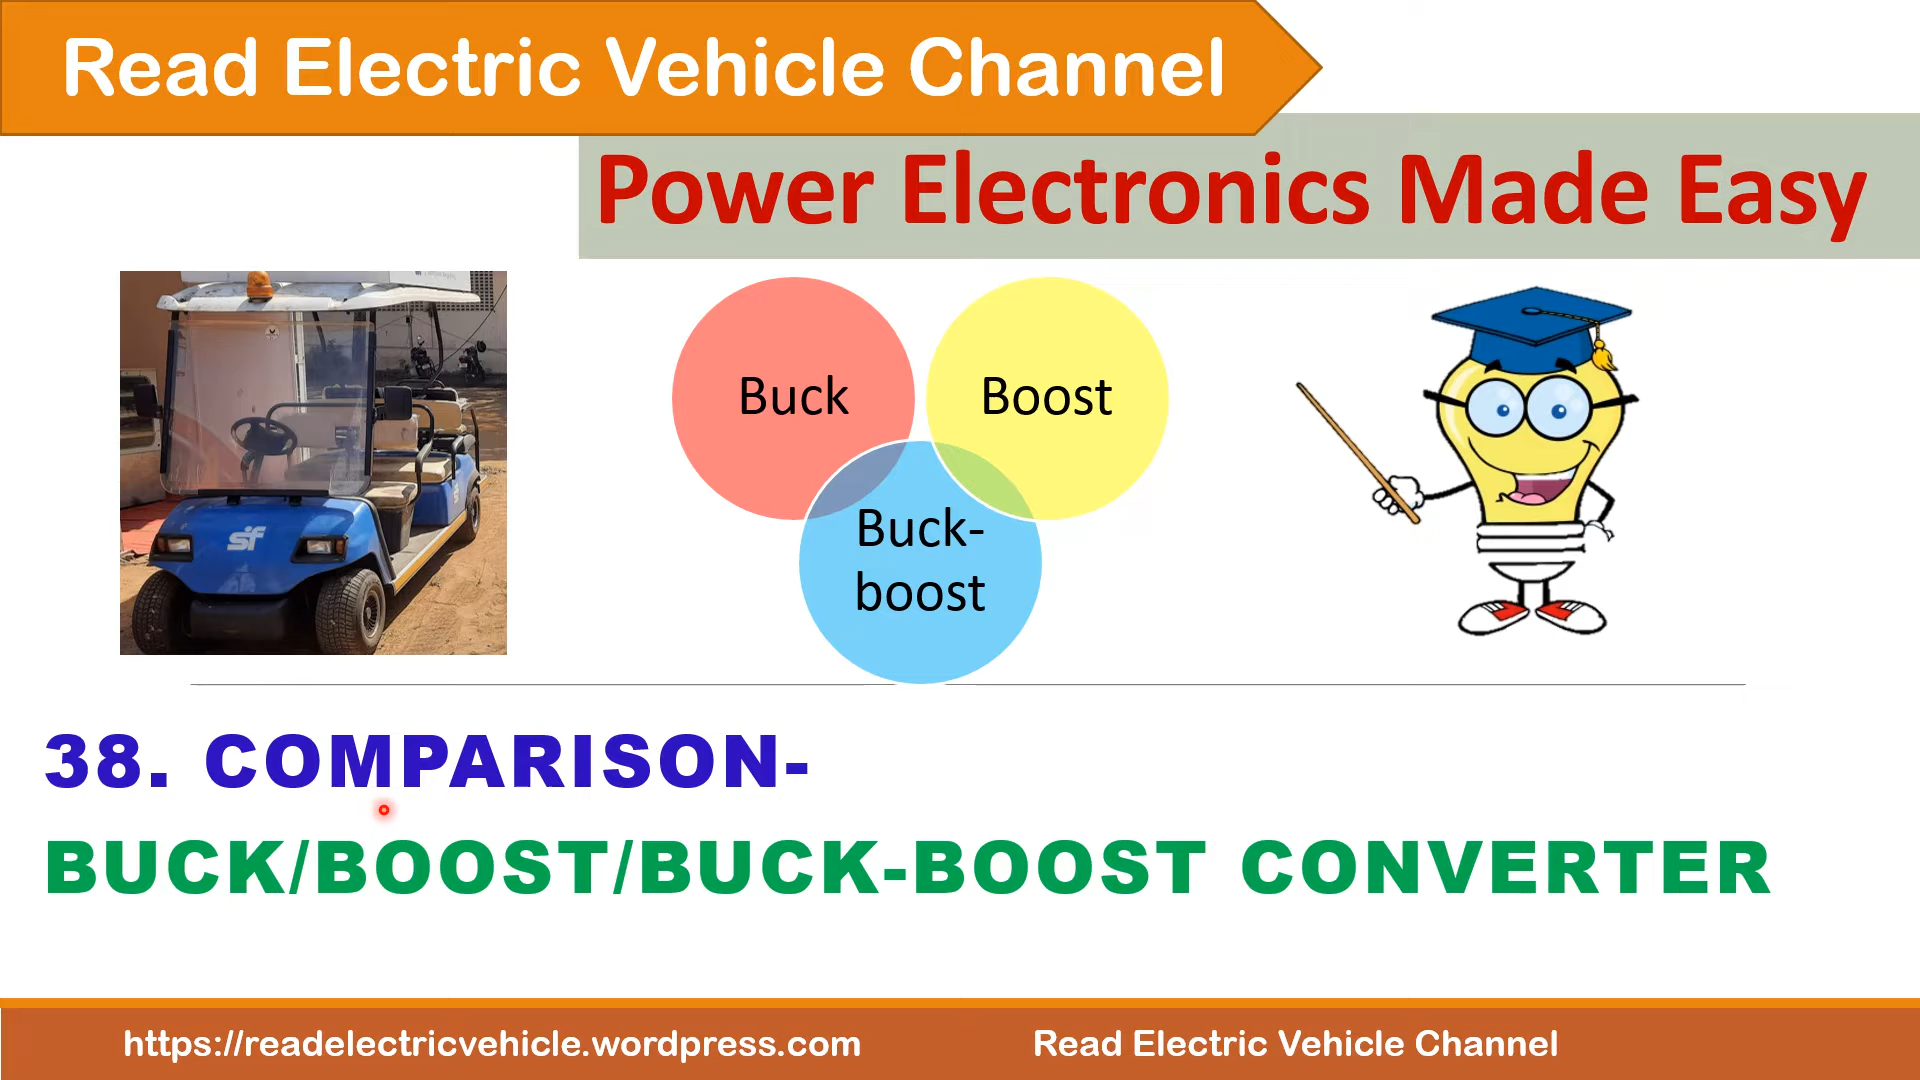 Read Electric Vehicle Channel
Power Electronics Made Easy
Buck
Boost
Buck-
boost
sf
38. COMPARISON-
BUCK/BOOST/BUCK-BOOST CONVERTER
https://readelectricvehicle.wordpress.com
Read Electric Vehicle Channel